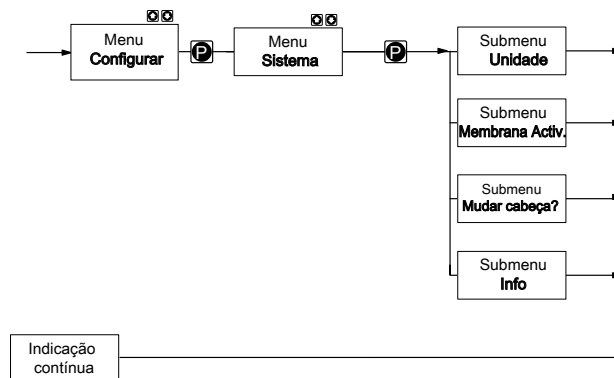 Menu
Configurar
P
Menu
Sistema
P
Submenu
Unidade
Submenu
Membrana Activ.
Submenu
Mudar cabeça?
Submenu
Info
Indicação
contínua